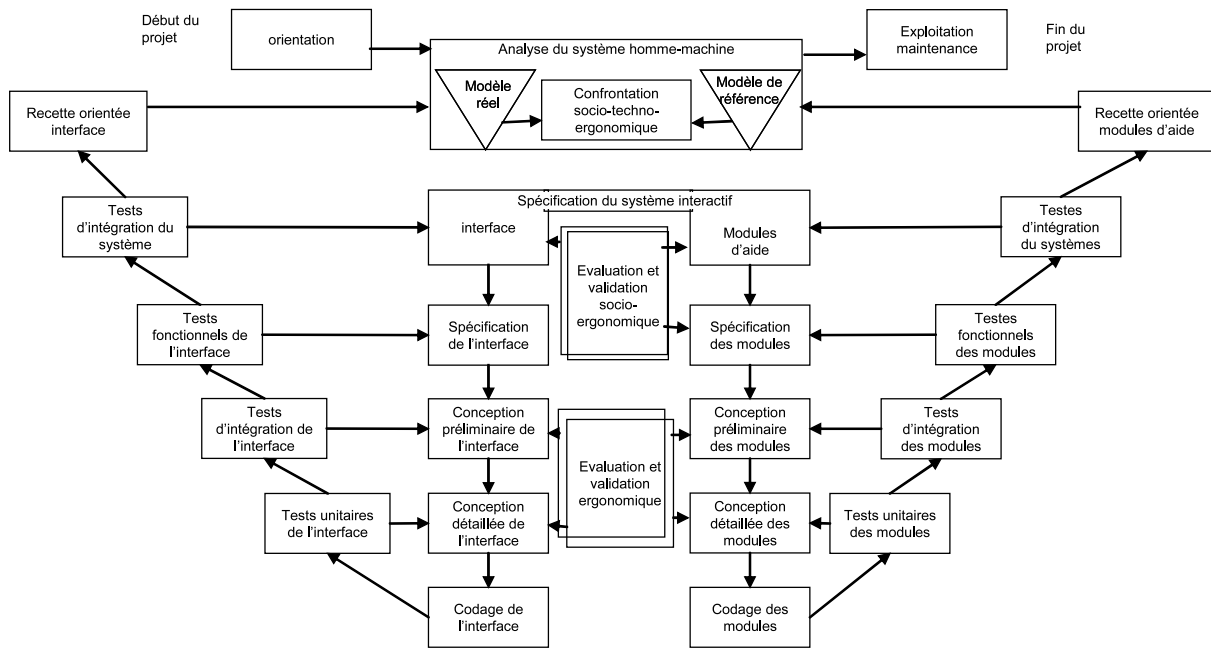 Début du
projet
orientation
Analyse du système homme-machine
Exploitation
maintenance
Fin du
projet
Modèle
réel
Confrontation
socio-techno-
ergonomique
Modèle de
référence
Recette orientée
interface
Recette orientée
modules d'aide
Tests
d'intégration du
système
Spécification du système interactif
interface
Modules
d'aide
Testes
d'intégration
du systèmes
Evaluation et
validation
socio-
ergonomique
Tests
fonctionnels de
l'interface
Spécification
de l'interface
Spécification
des modules
Testes
fonctionnels
des modules
Tests
d'intégration de
l'interface
Conception
préliminaire de
l'interface
Conception
préliminaire
des modules
Tests
d'intégration
des modules
Evaluation et
validation
ergonomique
Tests unitaires
de l'interface
Conception
détaillée de
l'interface
Conception
détaillée des
modules
Tests unitaires
des modules
Codage de
l'interface
Codage des
modules